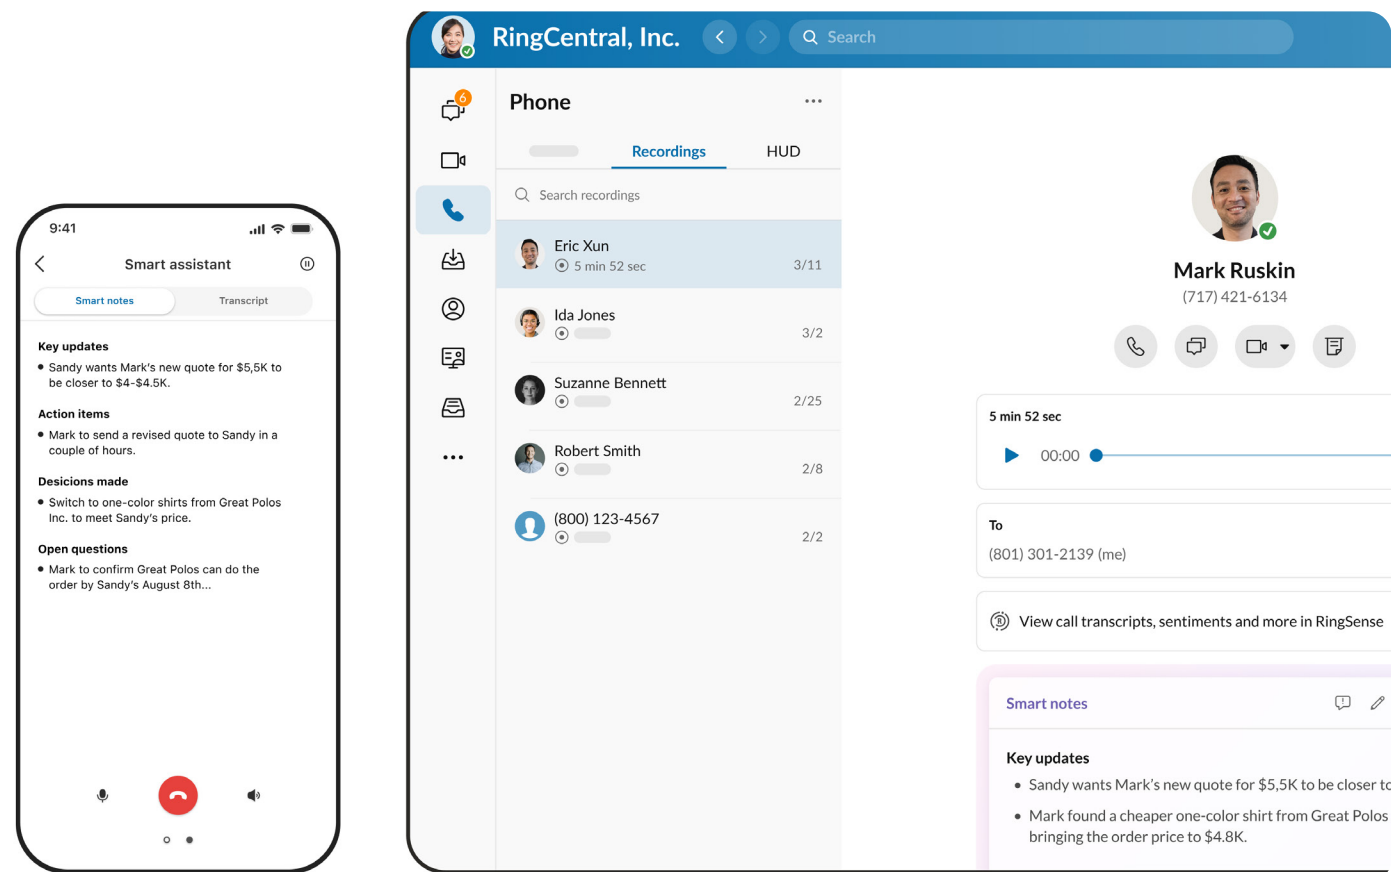 9:41
Smart assistant
Smart notes
Transcript
Key updates
• Sandy wants Mark's new quote for $5,5K to
be closer to $4-$4.5K.
Action items
• Mark to send a revised quote to Sandy in a
couple of hours.
Desicions made
• Switch to one-color shirts from Great Polos
Inc. to meet Sandy's price.
Open questions
• Mark to confirm Great Polos can do the
order by Sandy's August 8th...
RingCentral, Inc.
Search
6
Phone
Recordings
HUD
Search recordings
Eric Xun
5 min 52 sec
3/11
Ida Jones
3/2
Suzanne Bennett
2/25
Robert Smith
2/8
(800) 123-4567
2/2
Mark Ruskin
(717) 421-6134
5 min 52 sec
00:00
To
(801) 301-2139 (me)
View call transcripts, sentiments and more in RingSense
Smart notes
Key updates
• Sandy wants Mark's new quote for $5,5K to be closer to
• Mark found a cheaper one-color shirt from Great Polos
bringing the order price to $4.8K.